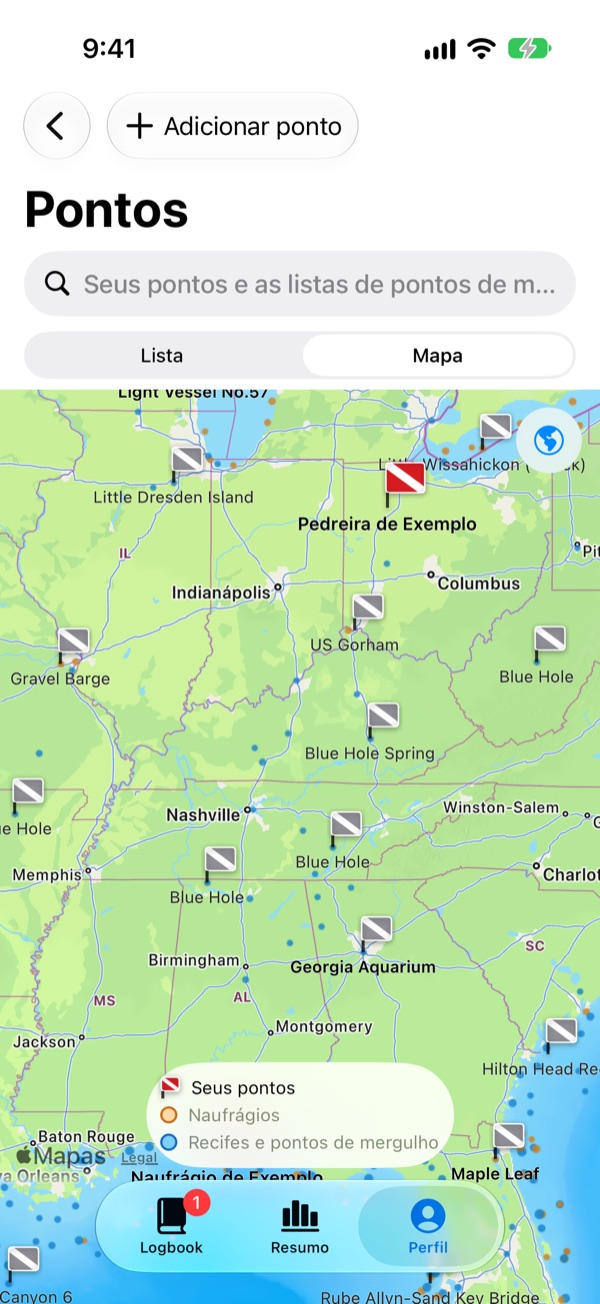 9:41
Adicionar ponto
Pontos
Seus pontos e as listas de pontos de m...
Lista
Mapa
Light Vessel No.57
Wissahickon
Little Dresden Island
Pedreira de Exemplo
IL
Columbus
Indianápolis
US Gorham
Gravel Barge
Blue Hole
Blue Hole Spring
Hole
Nashville
Winston-Salem
Blue Hole
Memphis
Blue Hole
Birmingham
Georgia Aquarium
SC
MS
AL
Montgomery
Jackson
Hilton Head
Seus pontos
Naufrágios
Recifes e pontos de mergulho
Baton Rouge
Mapas
Legal
Orleans
Naufrágio de Exemplo
Maple Leaf
1
Logbook
Resumo
Perfil
Canyon 6
Rube Allyn-Sand Key Bridge